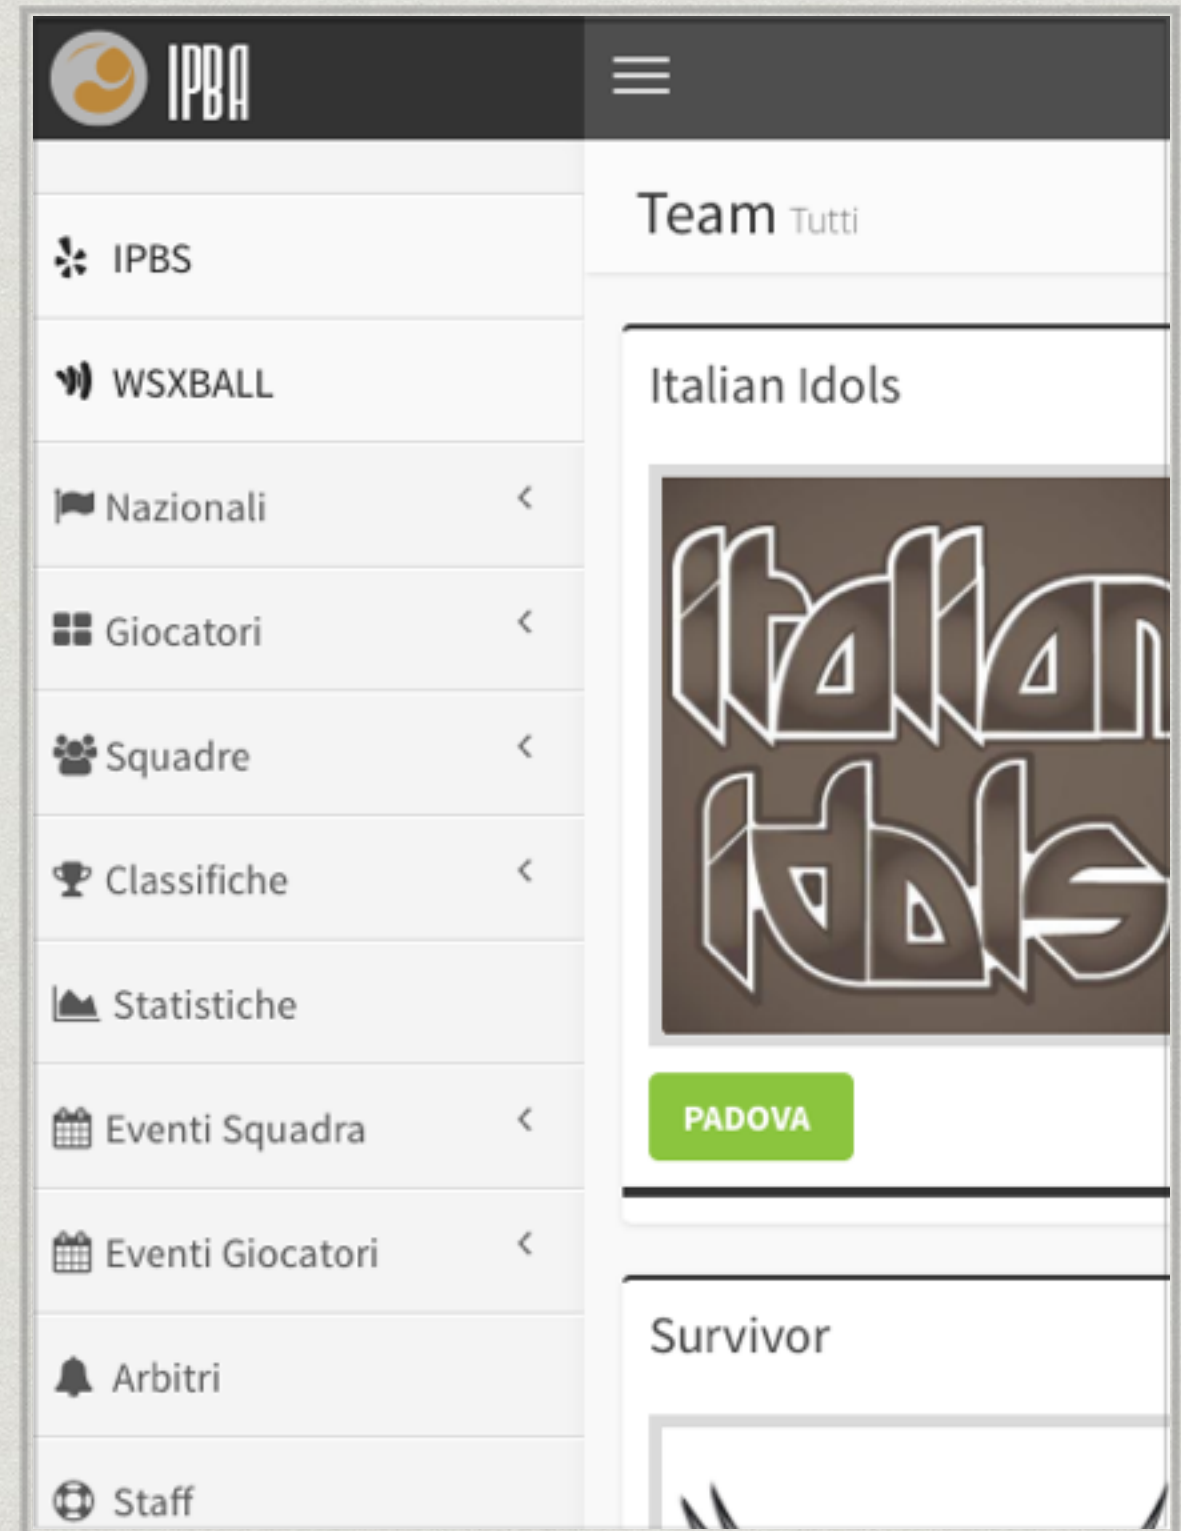 IPBA
IPBS
WSXBALL
Nazionali
Giocatori
Squadre
Classifiche
Statistiche
Eventi Squadra
Eventi Giocatori
Arbitri
Staff
Team Tutti
Italian Idols
italian
idols
PADOVA
Survivor